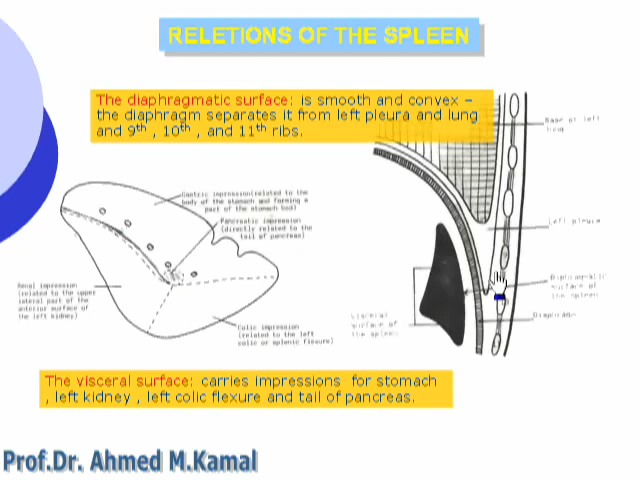 RELETIONS OF THE SPLEEN
The diaphragmatic surface: is smooth and convex –
the diaphragm separates it from left pleura and lung
and 9th , 10th , and 11th ribs.
Base of left
lung
Gastric impression(related to the
body of the stomach and forming a
part of the stomach bed)
Pancreatic impression
(directly related to the
tail of pancreas)
Left pleura
Renal impression
(related to the upper
lateral part of the
anterior surface of
the left kidney)
Diaphragmatic
surface of
the spleen
Diaphragm
Visceral
surface of
the spleen
Colic impression
(related to the left
colic or splenic flexure)
The visceral surface: carries impressions for stomach
, left kidney , left colic flexure and tail of pancreas.
Prof.Dr. Ahmed M.Kamal